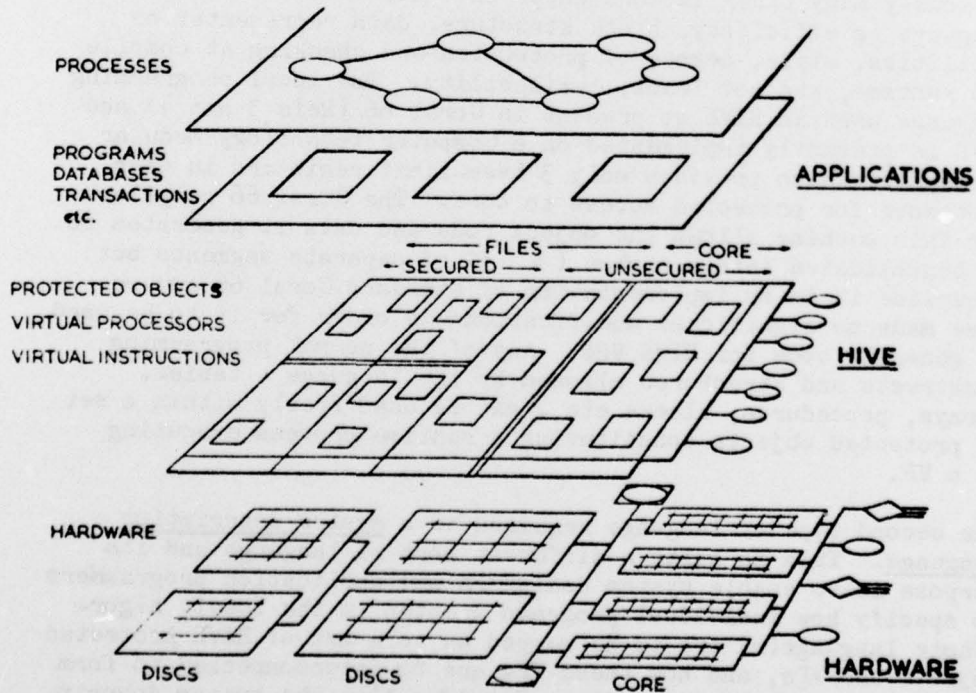 PROCESSES
PROGRAMS
DATABASES
TRANSACTIONS
etc.
APPLICATIONS
FILES
CORE
SECURED
UNSECURED
PROTECTED OBJECTS
VIRTUAL PROCESSORS
VIRTUAL INSTRUCTIONS
HIVE
HARDWARE
DISCS
DISCS
CORE
HARDWARE